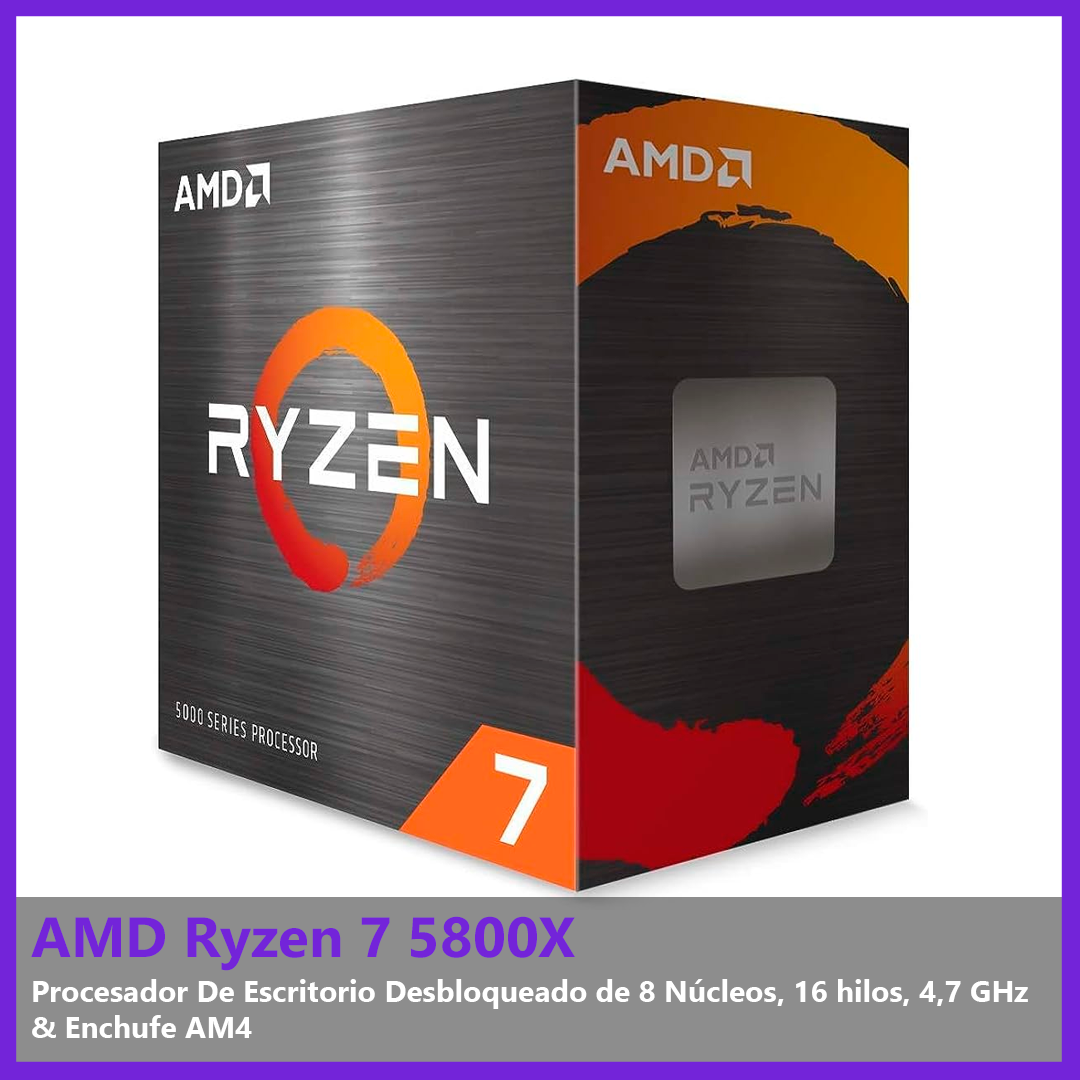 AMD
AMD
RYZEN
AMD
RYZEN
5000 SERIES PROCESSOR
7
AMD Ryzen 7 5800X
Procesador De Escritorio Desbloqueado de 8 Núcleos, 16 hilos, 4,7 GHz
& Enchufe AM4